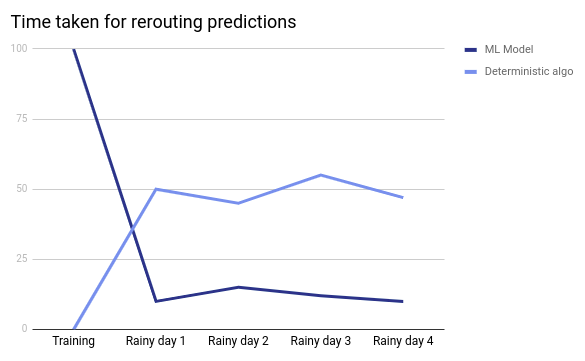 Time taken for rerouting predictions
100
75
50
25
0
Training
Rainy day 1
Rainy day 2
Rainy day 3
Rainy day 4
ML Model
Deterministic algo